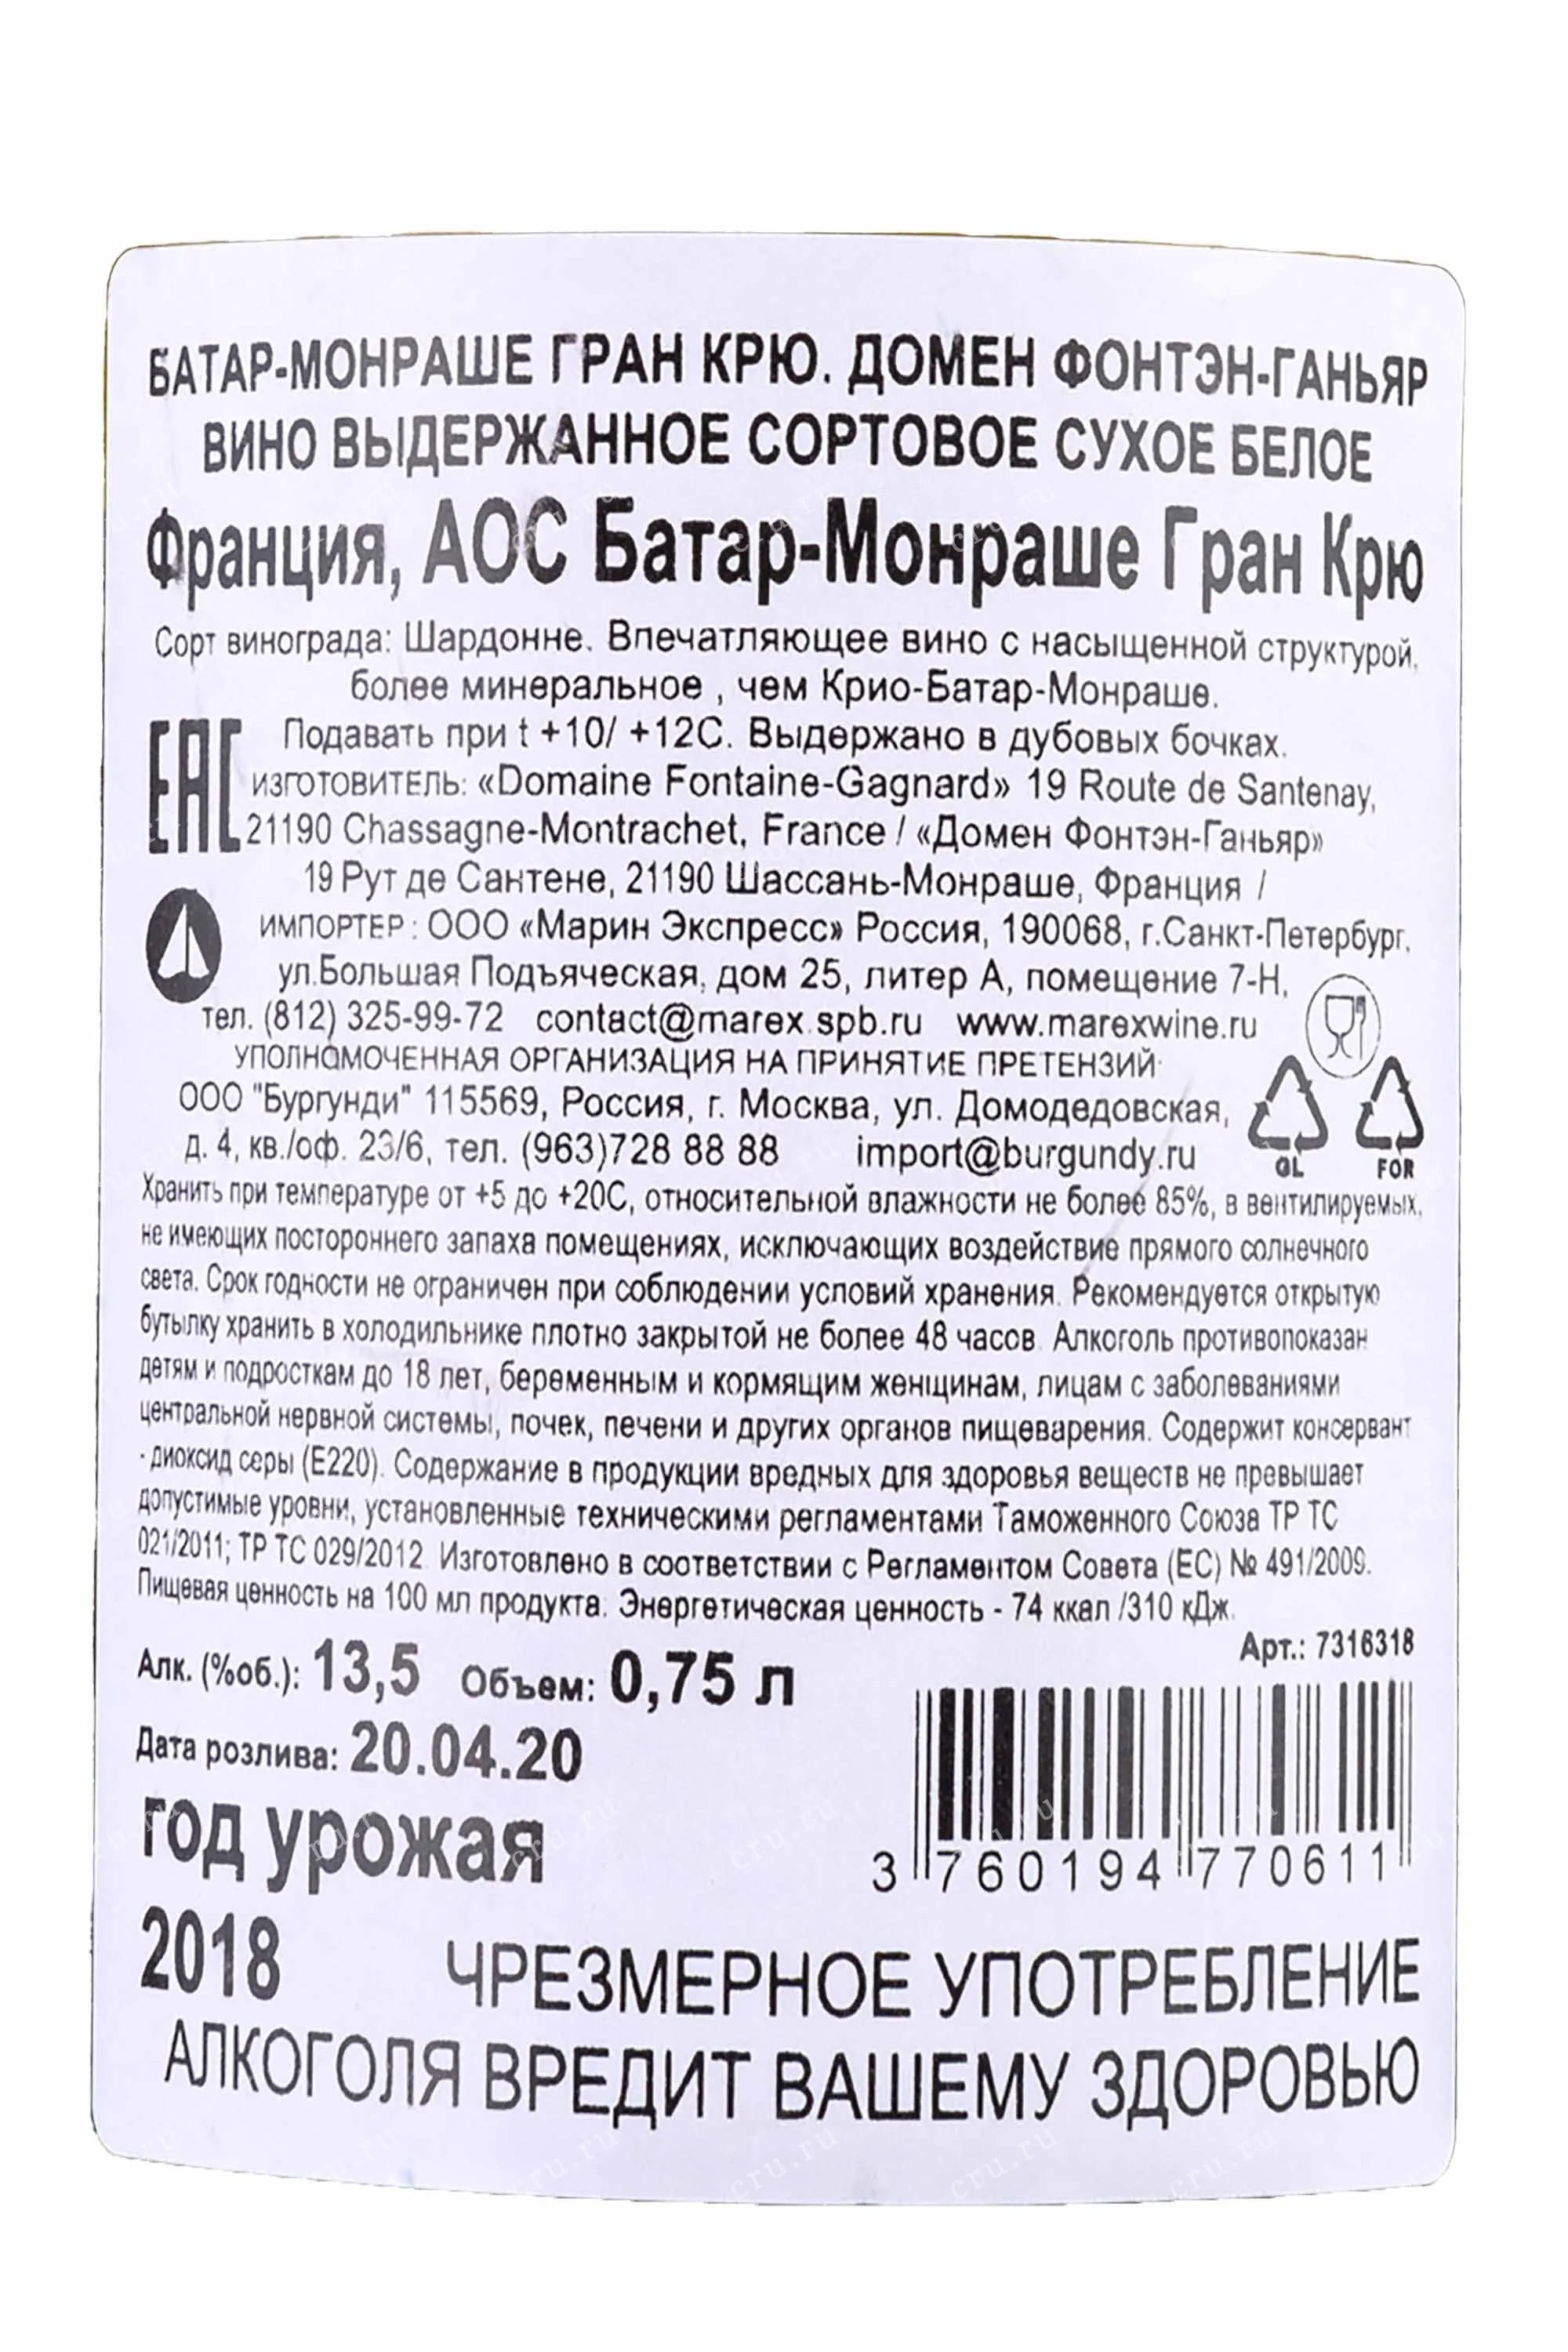 БАТАР-МОНРАШЕ ГРАН КРЮ. ДОМЕН ФОНТЭН-ГАНЬЯР
ВИНО ВЫДЕРЖАННОЕ СОРТОВОЕ СУХОЕ БЕЛОЕ
Франция, АОС Батар-Монраше Гран Крю
Сорт винограда: Шардонне. Впечатляющее вино с насыщенной структурой,
более минеральное , чем Крио-Батар-Монраше.
Подавать при t +10/ +12С. Выдержано в дубовых бочках.
EAC
ИЗГОТОВИТЕЛЬ: «Domaine Fontaine-Gagnard» 19 Route de Santenay,
21190 Chassagne-Montrachet, France / «Домен Фонтэн-Ганьяр»
19 Рут де Сантене, 21190 Шассань-Монраше, Франция /
ИМПОРТЕР : ООО «Марин Экспресс» Россия, 190068, г.Санкт-Петербург,
ул.Большая Подъяческая, дом 25, литер А, помещение 7-Н,
тел. (812) 325-99-72 contact@marex.spb.ru www.marexwine.ru
УПОЛНОМОЧЕННАЯ ОРГАНИЗАЦИЯ НА ПРИНЯТИЕ ПРЕТЕНЗИЙ:
ООО "Бургунди" 115569, Россия, г. Москва, ул. Домодедовская,
д. 4, кв./оф. 23/6, тел. (963)728 88 88 import@burgundy.ru
GL FOR
Хранить при температуре от +5 до +20С, относительной влажности не более 85%, в вентилируемых,
не имеющих постороннего запаха помещениях, исключающих воздействие прямого солнечного
света. Срок годности не ограничен при соблюдении условий хранения. Рекомендуется открытую
бутылку хранить в холодильнике плотно закрытой не более 48 часов. Алкоголь противопоказан
детям и подросткам до 18 лет, беременным и кормящим женщинам, лицам с заболеваниями
центральной нервной системы, почек, печени и других органов пищеварения. Содержит консервант
- диоксид серы (Е220). Содержание в продукции вредных для здоровья веществ не превышает
допустимые уровни, установленные техническими регламентами Таможенного Союза ТР ТС
021/2011; ТР ТС 029/2012. Изготовлено в соответствии с Регламентом Совета (ЕС) № 491/2009.
Пищевая ценность на 100 мл продукта: Энергетическая ценность - 74 ккал /310 кДж.
Арт.: 7316318
Алк. (%об.): 13,5 Объем: 0,75 л
Дата розлива: 20.04.20
год урожая
3 760194 770611
2018
ЧРЕЗМЕРНОЕ УПОТРЕБЛЕНИЕ
АЛКОГОЛЯ ВРЕДИТ ВАШЕМУ ЗДОРОВЬЮ